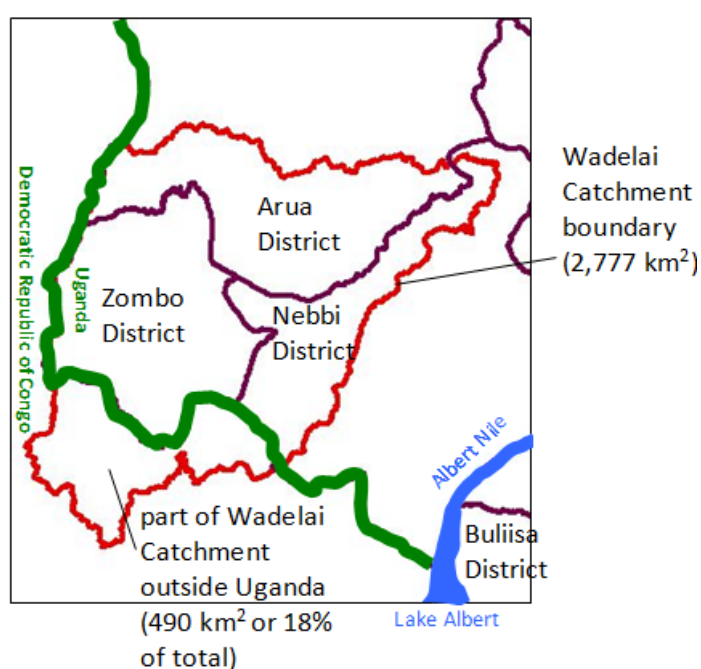 Wadelai
Catchment
boundary
(2,777 km²)
Arua
District
Democratic Republic of Congo
Uganda
Zombo
District
Nebbi
District
Albert Nile
part of Wadelai
Catchment
outside Uganda
(490 km² or 18%
of total)
Buliisa
District
Lake Albert